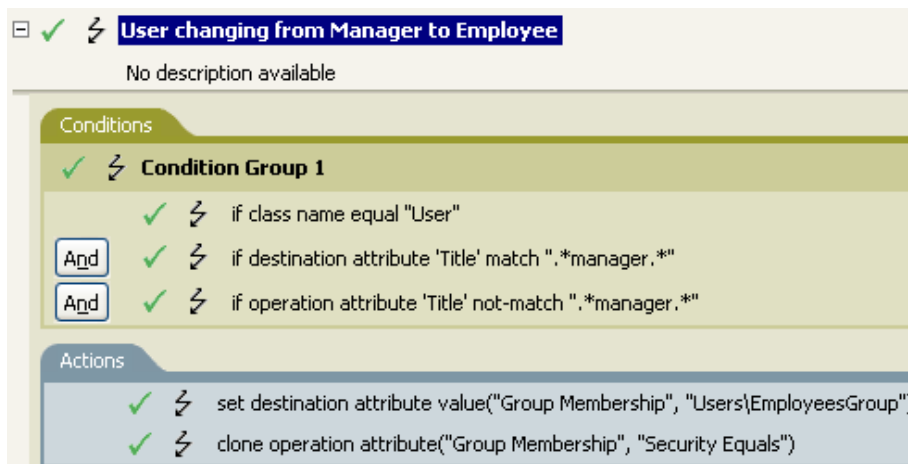 User changing from Manager to Employee
No description available
Conditions
Condition Group 1
if class name equal "User"
And if destination attribute 'Title' match ".*manager.*"
And if operation attribute 'Title' not-match ".*manager.*"
Actions
set destination attribute value("Group Membership", "Users\EmployeesGroup")
clone operation attribute("Group Membership", "Security Equals")